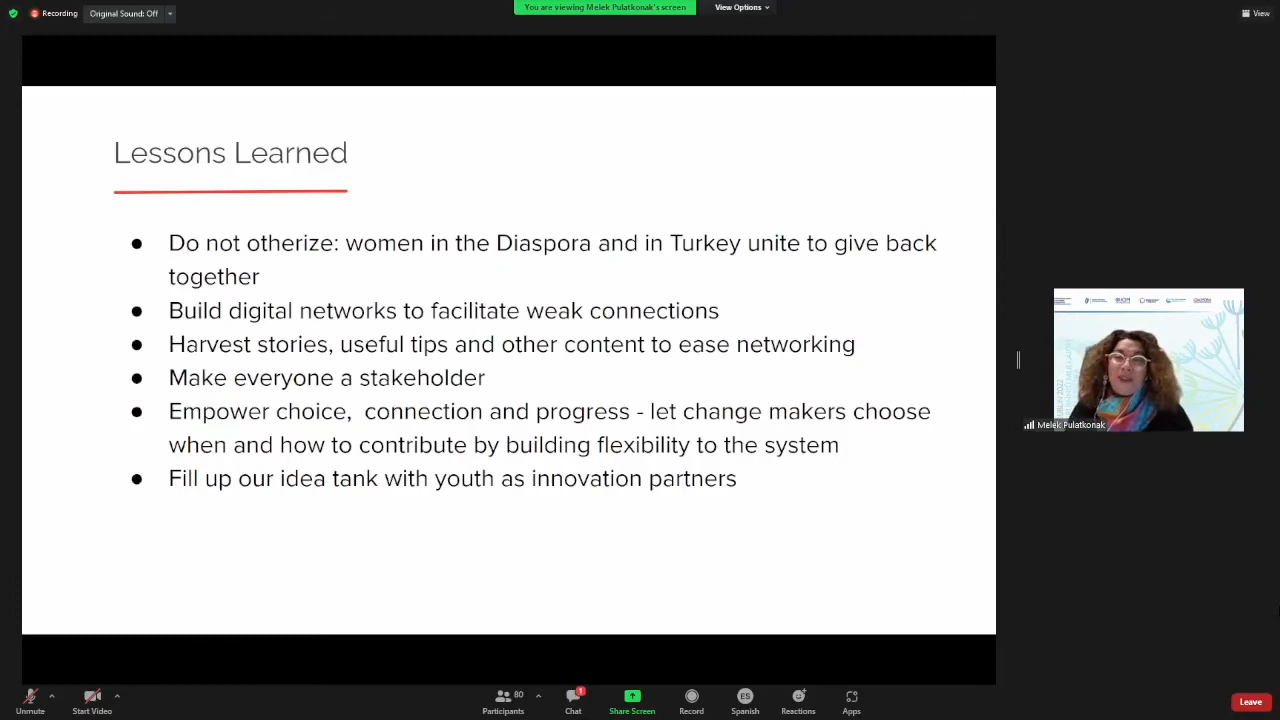 Recording
Original Sound: Off
You are viewing Melek Pulatkonak's screen
View Options
View
Lessons Learned
● Do not otherize: women in the Diaspora and in Turkey unite to give back
together
● Build digital networks to facilitate weak connections
● Harvest stories, useful tips and other content to ease networking
● Make everyone a stakeholder
● Empower choice,  connection and progress - let change makers choose
when and how to contribute by building flexibility to the system
● Fill up our idea tank with youth as innovation partners
Melek Pulatkonak
Unmute
Start Video
80
Participants
1
Chat
Share Screen
Record
ES
Spanish
Reactions
Apps
Leave